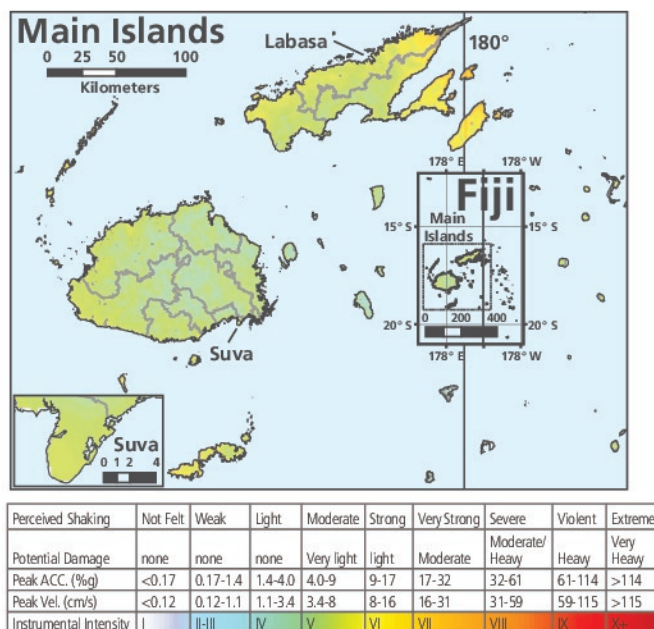 Main Islands
0 50 100
Kilometers
Labasa
180°
178° E 178° W
Fiji
Main
Islands
15° S
0 200 400
20° S
178° E 178° W
Suva
Suva
0 1 2 4
Perceived Shaking Not Felt Weak Light Moderate Strong Very Strong Severe Violent Extreme
Potential Damage none none none Very light light Moderate Moderate/ Heavy Heavy Very Heavy
Peak ACC. (%g) <0.17 0.17-1.4 1.4-4.0 4.0-9 9-17 17-32 32-61 61-114 >114
Peak Vel. (cm/s) <0.12 0.12-1.1 1.1-3.4 3.4-8 8-16 16-31 31-59 59-115 >115
Instrumental Intensity I II-III IV V VI VII VIII IX X+